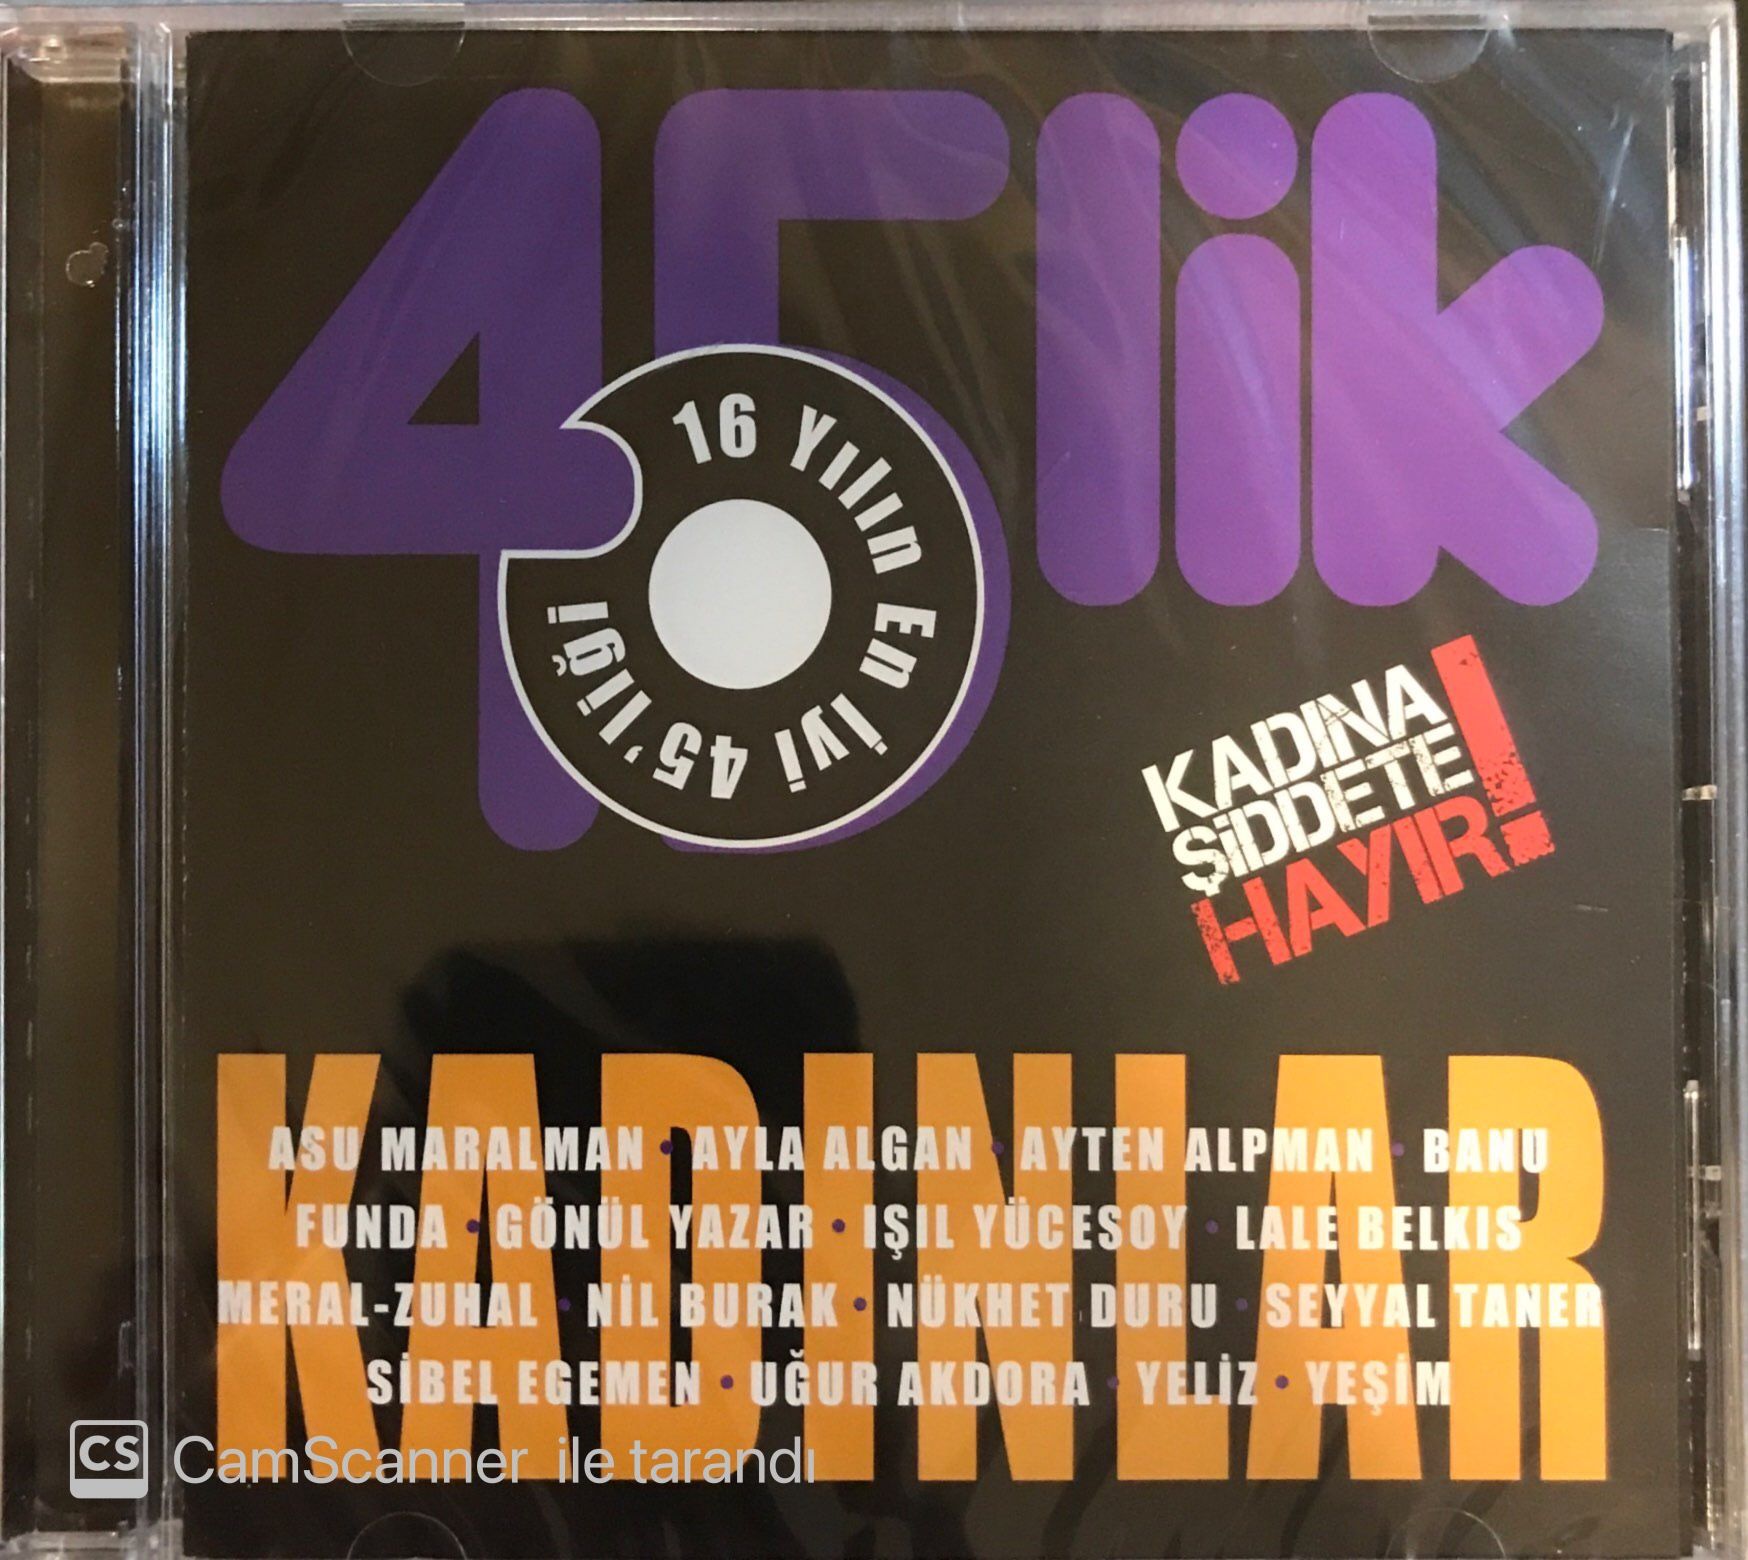 45lik
16 Yılın En İyi 45'liği
KADINA
ŞİDDETE
HAYIR!
KADINLAR
ASU MARALMAN • AYLA ALGAN • AYTEN ALPMAN • BANU
FUNDA • GÖNÜL YAZAR • IŞIL YÜCESOY • LALE BELKIS
MERAL-ZUHAL • NİL BURAK • NÜKHET DURU • SEYYAL TANER
SİBEL EGEMEN • UĞUR AKDORA • YELİZ • YEŞİM
CS CamScanner ile tarandı